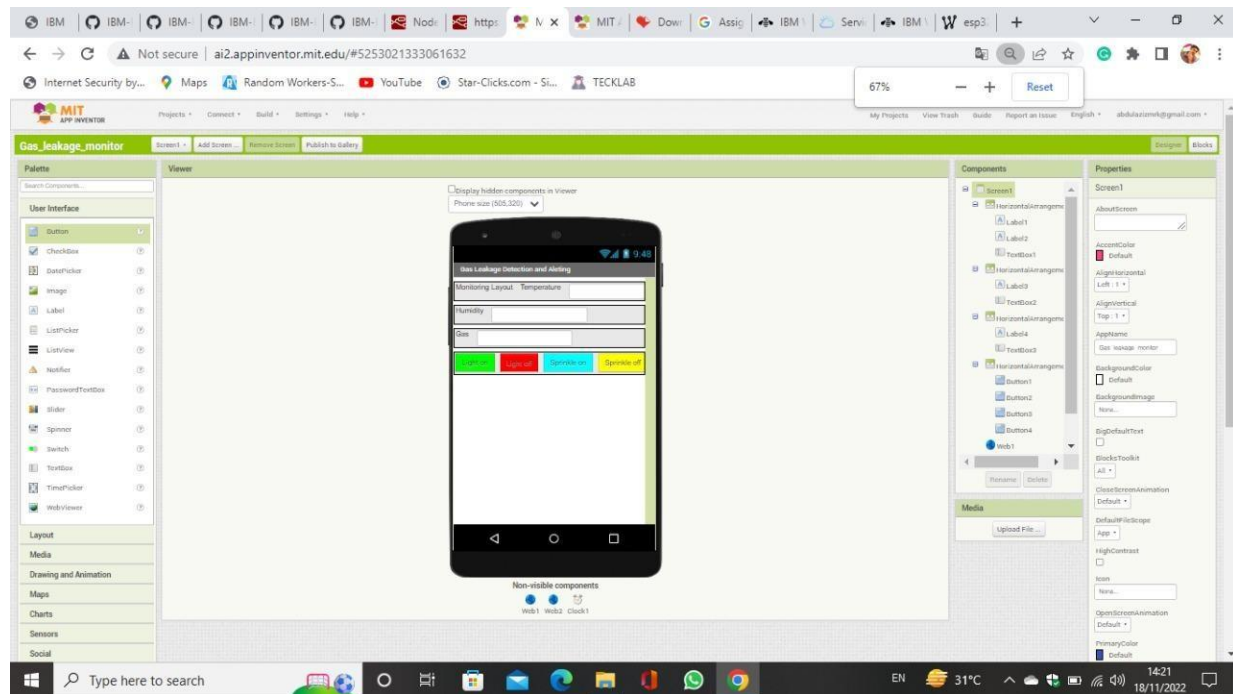 IBM
IBM-
IBM-
IBM-
IBM-
IBM-
Node
https
MIT
Down
Assig
IBM
Servi
IBM
esp3.
Not secure
ai2.appinventor.mit.edu/#5253021333061632
Internet Security by...
Maps
Random Workers-S...
YouTube
Star-Clicks.com - Si...
TECKLAB
67%
Reset
MIT
APP INVENTOR
Projects
Connect
Build
Settings
Help
My Projects
View Trash
Guide
Report an Issue
English
abdulazizmvk@gmail.com
Gas_leakage_monitor
Screen1
Add Screen ...
Remove Screen
Publish to Gallery
Designer
Blocks
Palette
Search Components...
User Interface
Button
CheckBox
DatePicker
Image
Label
ListPicker
ListView
Notifier
PasswordTextBox
Slider
Spinner
Switch
TextBox
TimePicker
WebViewer
Layout
Media
Drawing and Animation
Maps
Charts
Sensors
Social
Viewer
Display hidden components in Viewer
Phone size (505,320)
9:48
Gas Leakage Detection and Aleting
Monitoring Layout Temperature
Humidity
Gas
Light on
Light off
Sprinkle on
Sprinkle off
Non-visible components
Web1 Web2 Clock1
Components
Screen1
HorizontalArrangeme
Label1
Label2
TextBox1
HorizontalArrangeme
Label3
TextBox2
HorizontalArrangeme
Label4
TextBox3
HorizontalArrangeme
Button1
Button2
Button3
Button4
Web1
Rename
Delete
Media
Upload File ...
Properties
Screen1
AboutScreen
AccentColor
Default
AlignHorizontal
Left : 1
AlignVertical
Top : 1
AppName
BackgroundColor
Default
BackgroundImage
None...
BigDefaultText
BlocksToolkit
All
CloseScreenAnimation
Default
DefaultFileScope
App
HighContrast
Icon
None...
OpenScreenAnimation
Default
PrimaryColor
Default
Type here to search
EN
31°C
14:21
18/11/2022